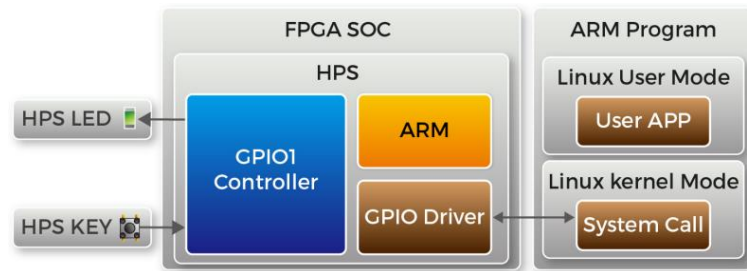 FPGA SOC
HPS
HPS LED
HPS KEY
GPIO1
Controller
ARM
GPIO Driver
ARM Program
Linux User Mode
User APP
Linux kernel Mode
System Call